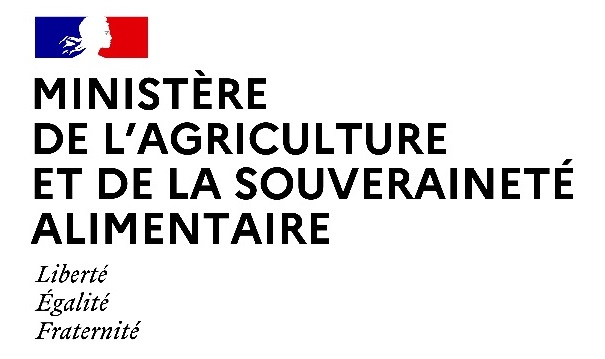 MINISTÈRE
DE L'AGRICULTURE
ET DE LA SOUVERAINETÉ
ALIMENTAIRE
Liberté
Égalité
Fraternité